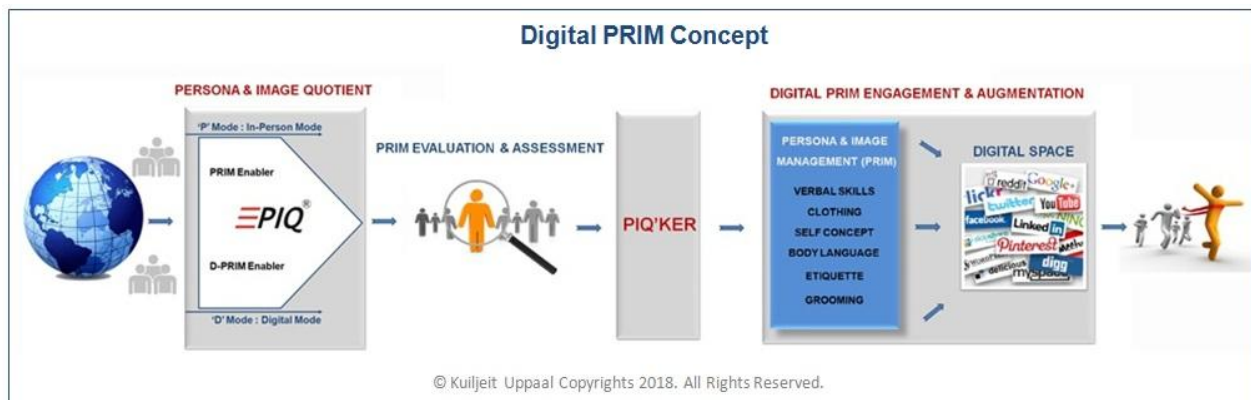 Digital PRIM Concept
PERSONA & IMAGE QUOTIENT
'P' Mode : In-Person Mode
PRIM Enabler
EPIQ®
D-PRIM Enabler
'D' Mode : Digital Mode
PRIM EVALUATION & ASSESSMENT
PIQ'KER
DIGITAL PRIM ENGAGEMENT & AUGMENTATION
PERSONA & IMAGE
MANAGEMENT (PRIM)
VERBAL SKILLS
CLOTHING
SELF CONCEPT
BODY LANGUAGE
ETIQUETTE
GROOMING
DIGITAL SPACE
reddit
Google+
flickr
twitter
YouTube
facebook
Linked in
Pinterest
delicious
digg
myspace
© Kuiljeit Uppaal Copyrights 2018. All Rights Reserved.